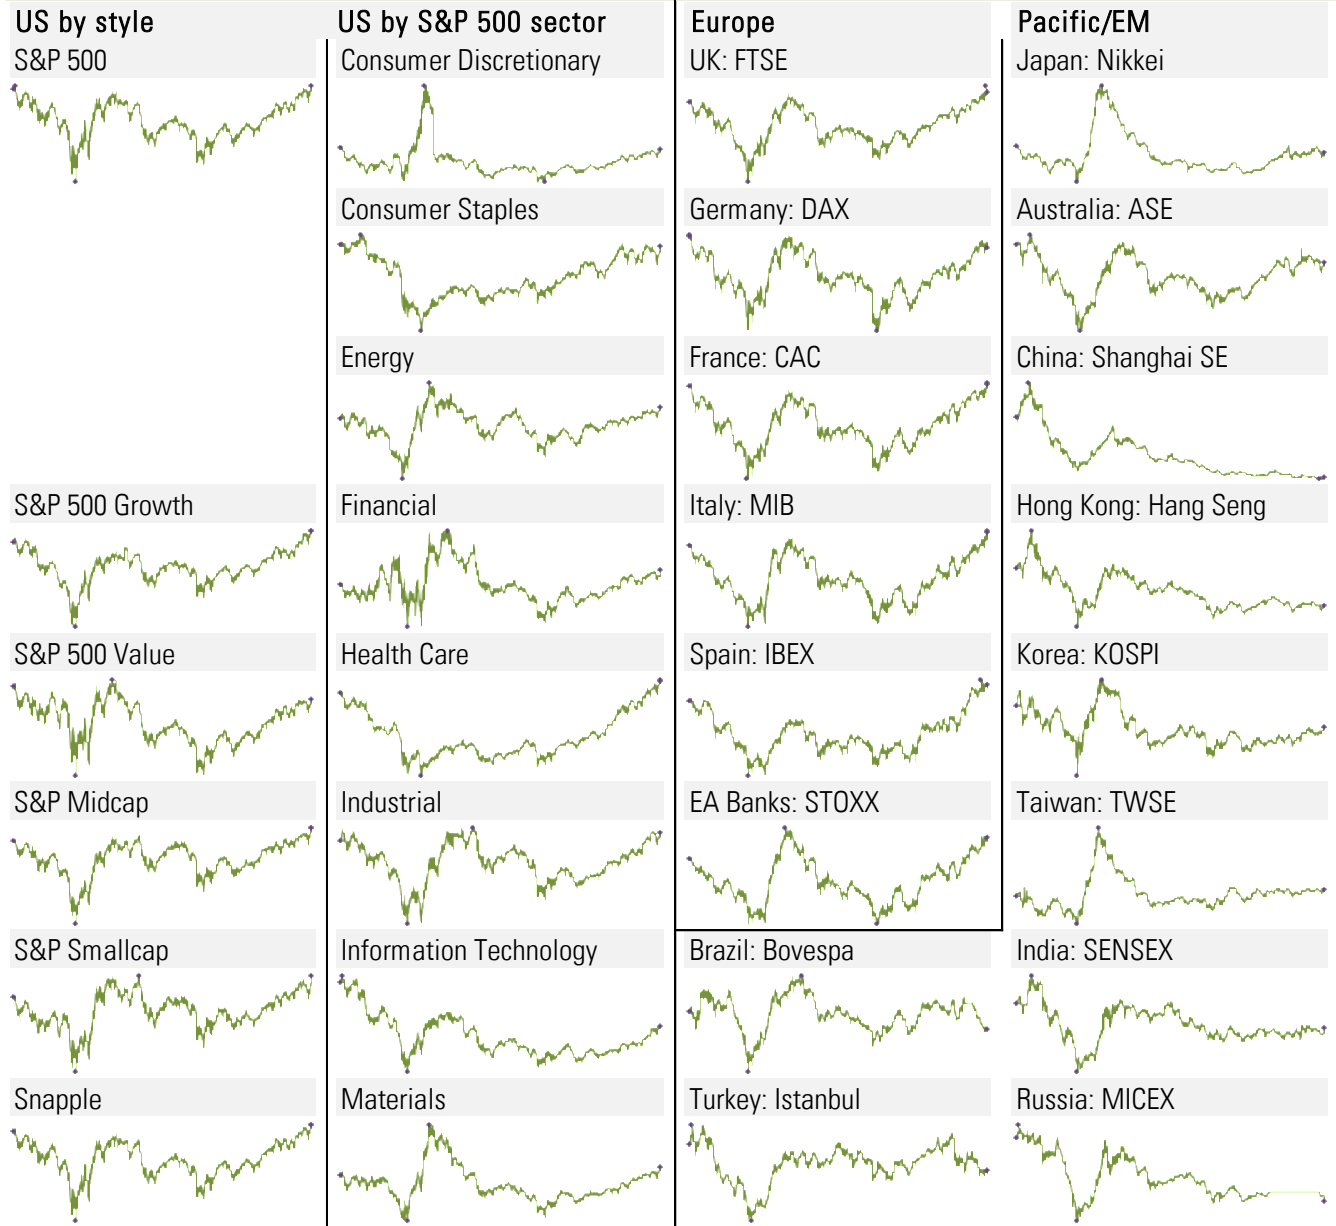 US by style
S&P 500
S&P 500 Growth
S&P 500 Value
S&P Midcap
S&P Smallcap
Snapple
US by S&P 500 sector
Consumer Discretionary
Consumer Staples
Energy
Financial
Health Care
Industrial
Information Technology
Materials
Europe
UK: FTSE
Germany: DAX
France: CAC
Italy: MIB
Spain: IBEX
EA Banks: STOXX
Brazil: Bovespa
Turkey: Istanbul
Pacific/EM
Japan: Nikkei
Australia: ASE
China: Shanghai SE
Hong Kong: Hang Seng
Korea: KOSPI
Taiwan: TWSE
India: SENSEX
Russia: MICEX